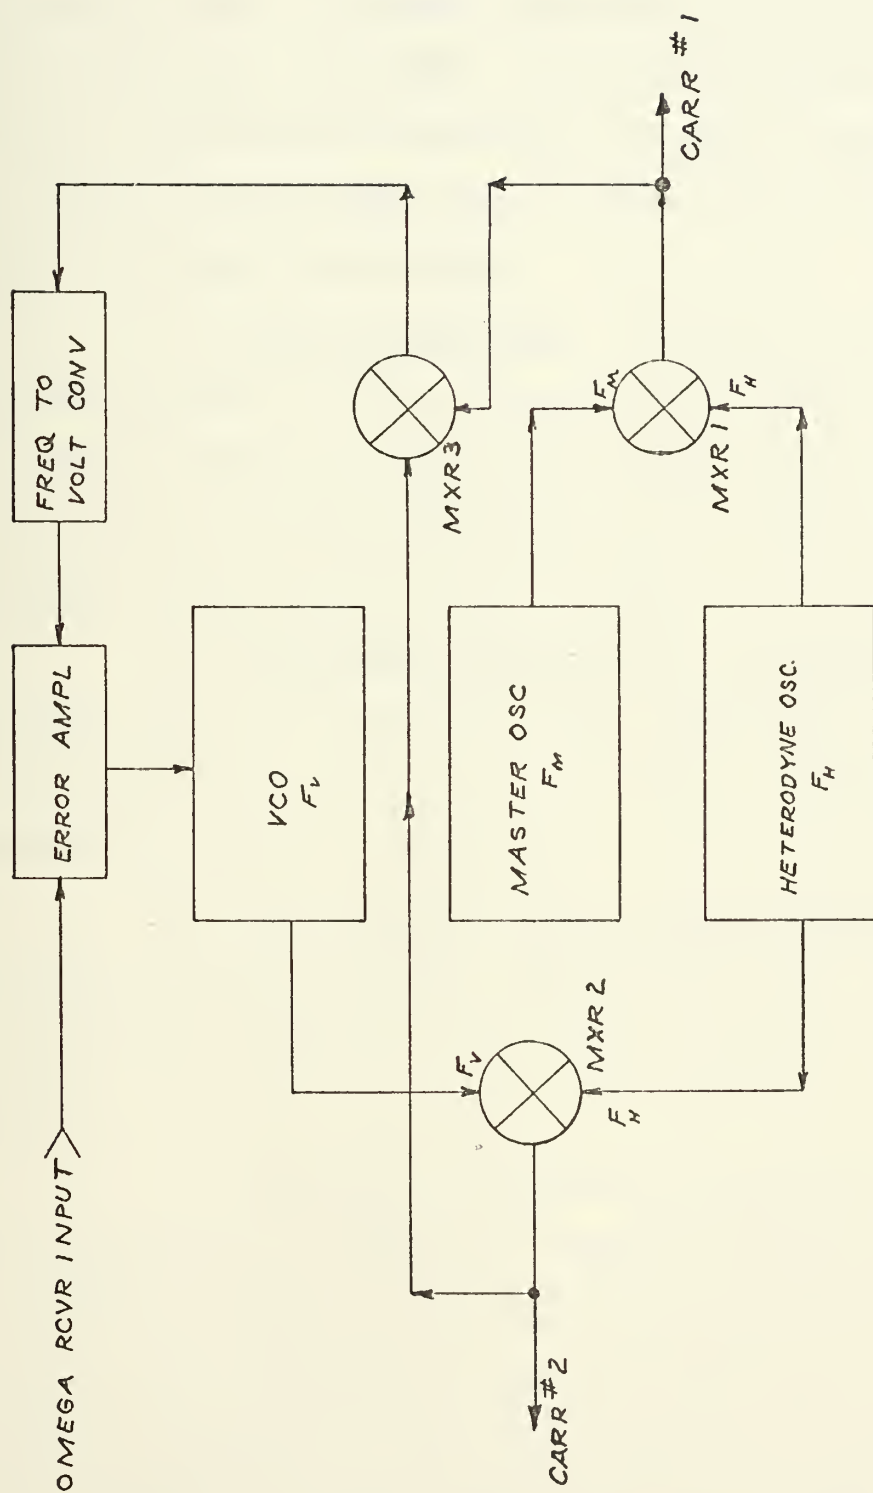 OMEGA RCVR INPUT
ERROR AMPL
FREQ TO
VOLT CONV
VCO
Fv
MXR 3
MASTER OSC
FM
HETERODYNE OSC.
FH
Fv
MXR 2
FH
CARR #2
FM
MXR 1
FH
CARR #1